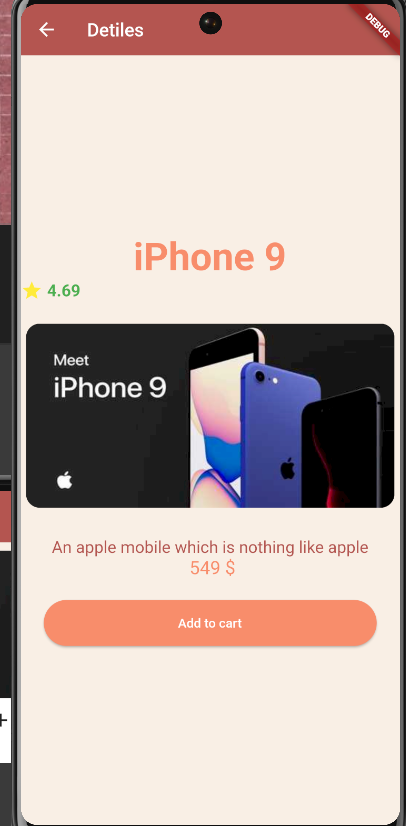 Detiles
DEBUG
iPhone 9
4.69
Meet
iPhone 9
An apple mobile which is nothing like apple
549 $
Add to cart